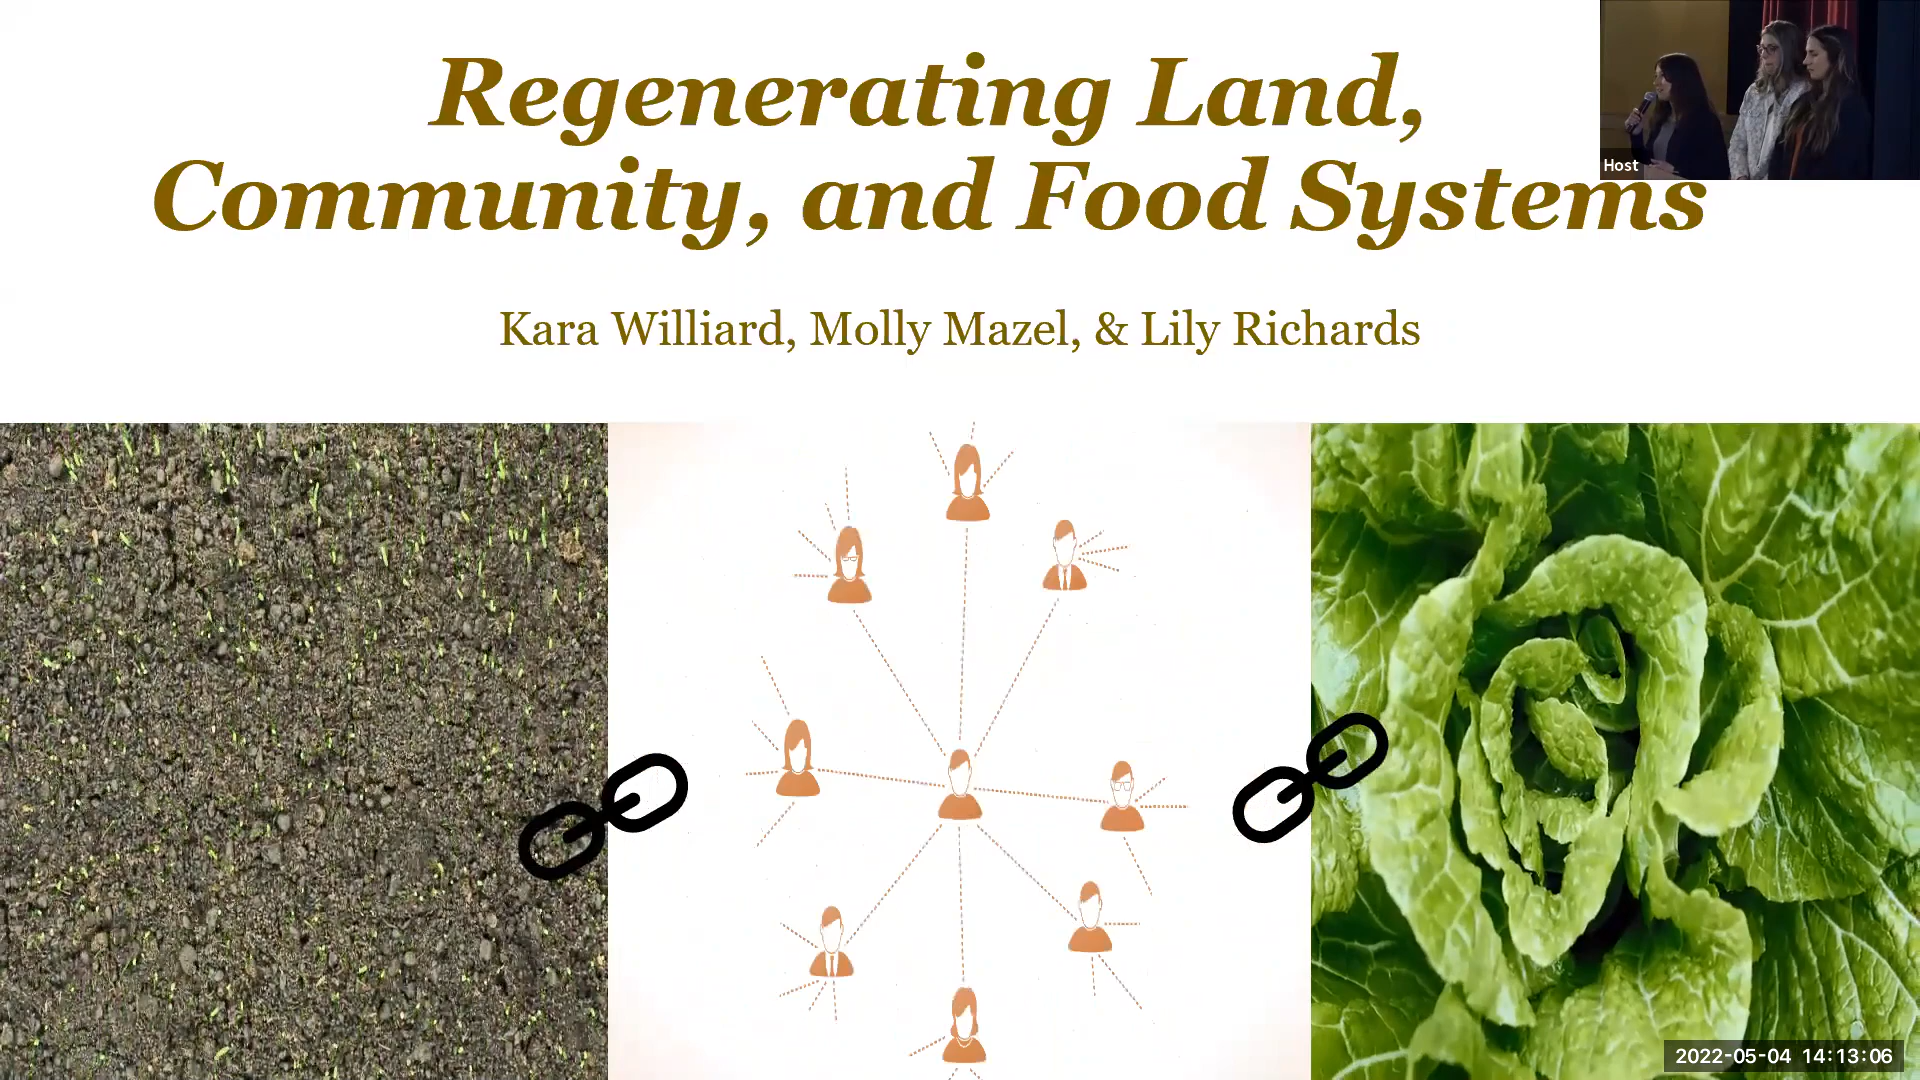 Regenerating Land,
Community, and Food Systems
Host
Kara Williard, Molly Mazel, & Lily Richards
2022-05-04 14:13:06